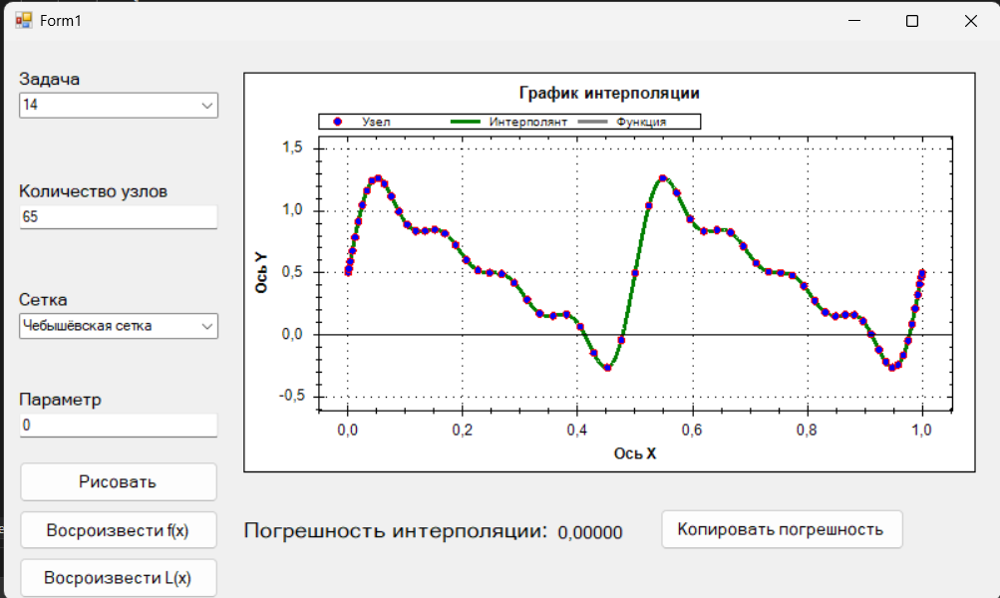 Form1
Задача
14
Количество узлов
65
Сетка
Чебышёвская сетка
Параметр
0
Рисовать
Восроизвести f(x)
Восроизвести L(x)
График интерполяции
Узел Интерполянт Функция
1,5
1,0
0,5
0,0
-0,5
Ось Y
0,0 0,2 0,4 0,6 0,8 1,0
Ось X
Погрешность интерполяции: 0,00000
Копировать погрешность